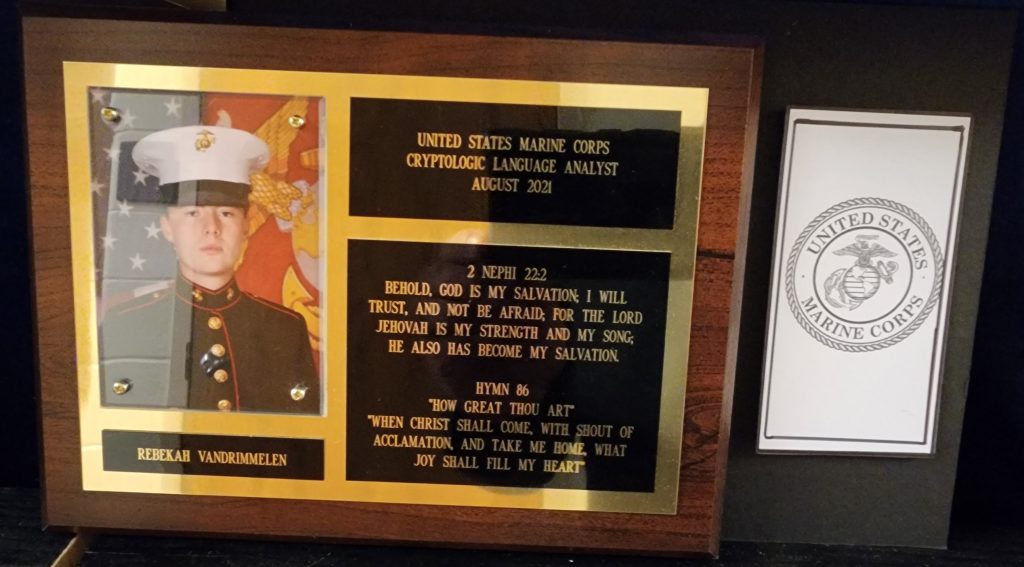 UNITED STATES MARINE CORPS
CRYPTOLOGIC LANGUAGE ANALYST
AUGUST 2021
2 NEPHI 22:2
BEHOLD, GOD IS MY SALVATION; I WILL
TRUST, AND NOT BE AFRAID; FOR THE LORD
JEHOVAH IS MY STRENGTH AND MY SONG;
HE ALSO HAS BECOME MY SALVATION.
HYMN 86
"HOW GREAT THOU ART"
"WHEN CHRIST SHALL COME, WITH SHOUT OF
ACCLAMATION, AND TAKE ME HOME, WHAT
JOY SHALL FILL MY HEART"
REBEKAH VANDRIMMELEN
UNITED STATES
MARINE CORPS